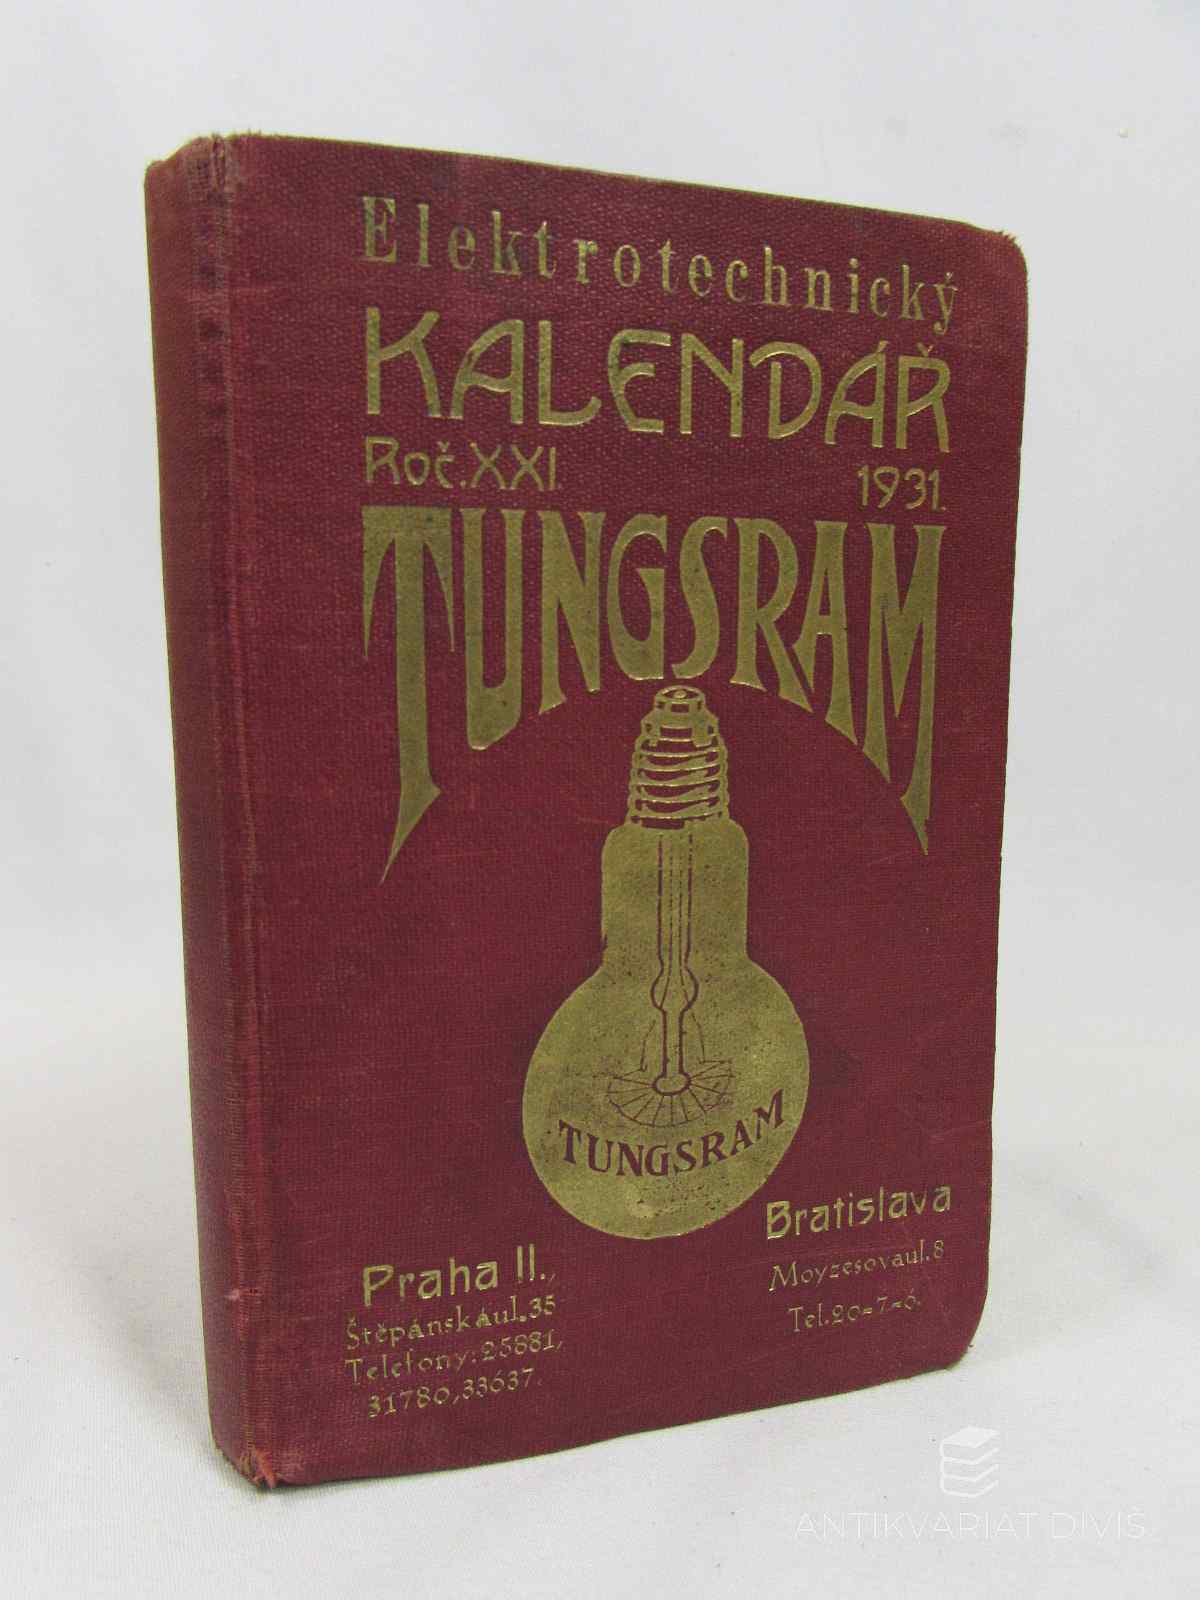 Elektrotechnický
KALENDÁŘ
Roč. XXI. 1931.
TUNGSRAM
TUNGSRAM
Praha II.,
Štěpánská ul. 35
Telefony: 25881,
31780, 33637.
Bratislava
Moyzesova ul. 8
Tel. 20=7=6.
ANTIKVARIAT DIVIŠ